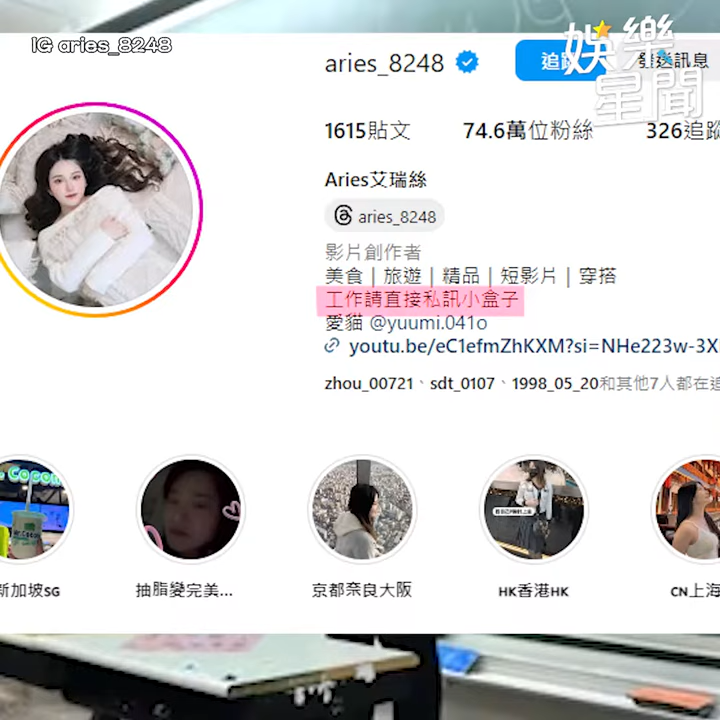 IG aries_8248
娛樂
星聞
aries_8248
追蹤
發送訊息
1615貼文
74.6萬位粉絲
326追蹤
Aries艾瑞絲
aries_8248
影片創作者
美食｜旅遊｜精品｜短影片｜穿搭
工作請直接私訊小盒子
愛貓 @yuumi.041o
youtu.be/eC1efmZhKXM?si=NHe223w-3X
zhou_00721、sdt_0107、1998_05_20和其他7人都在追
新加坡SG
抽脂變完美...
京都奈良大阪
HK香港HK
CN上海